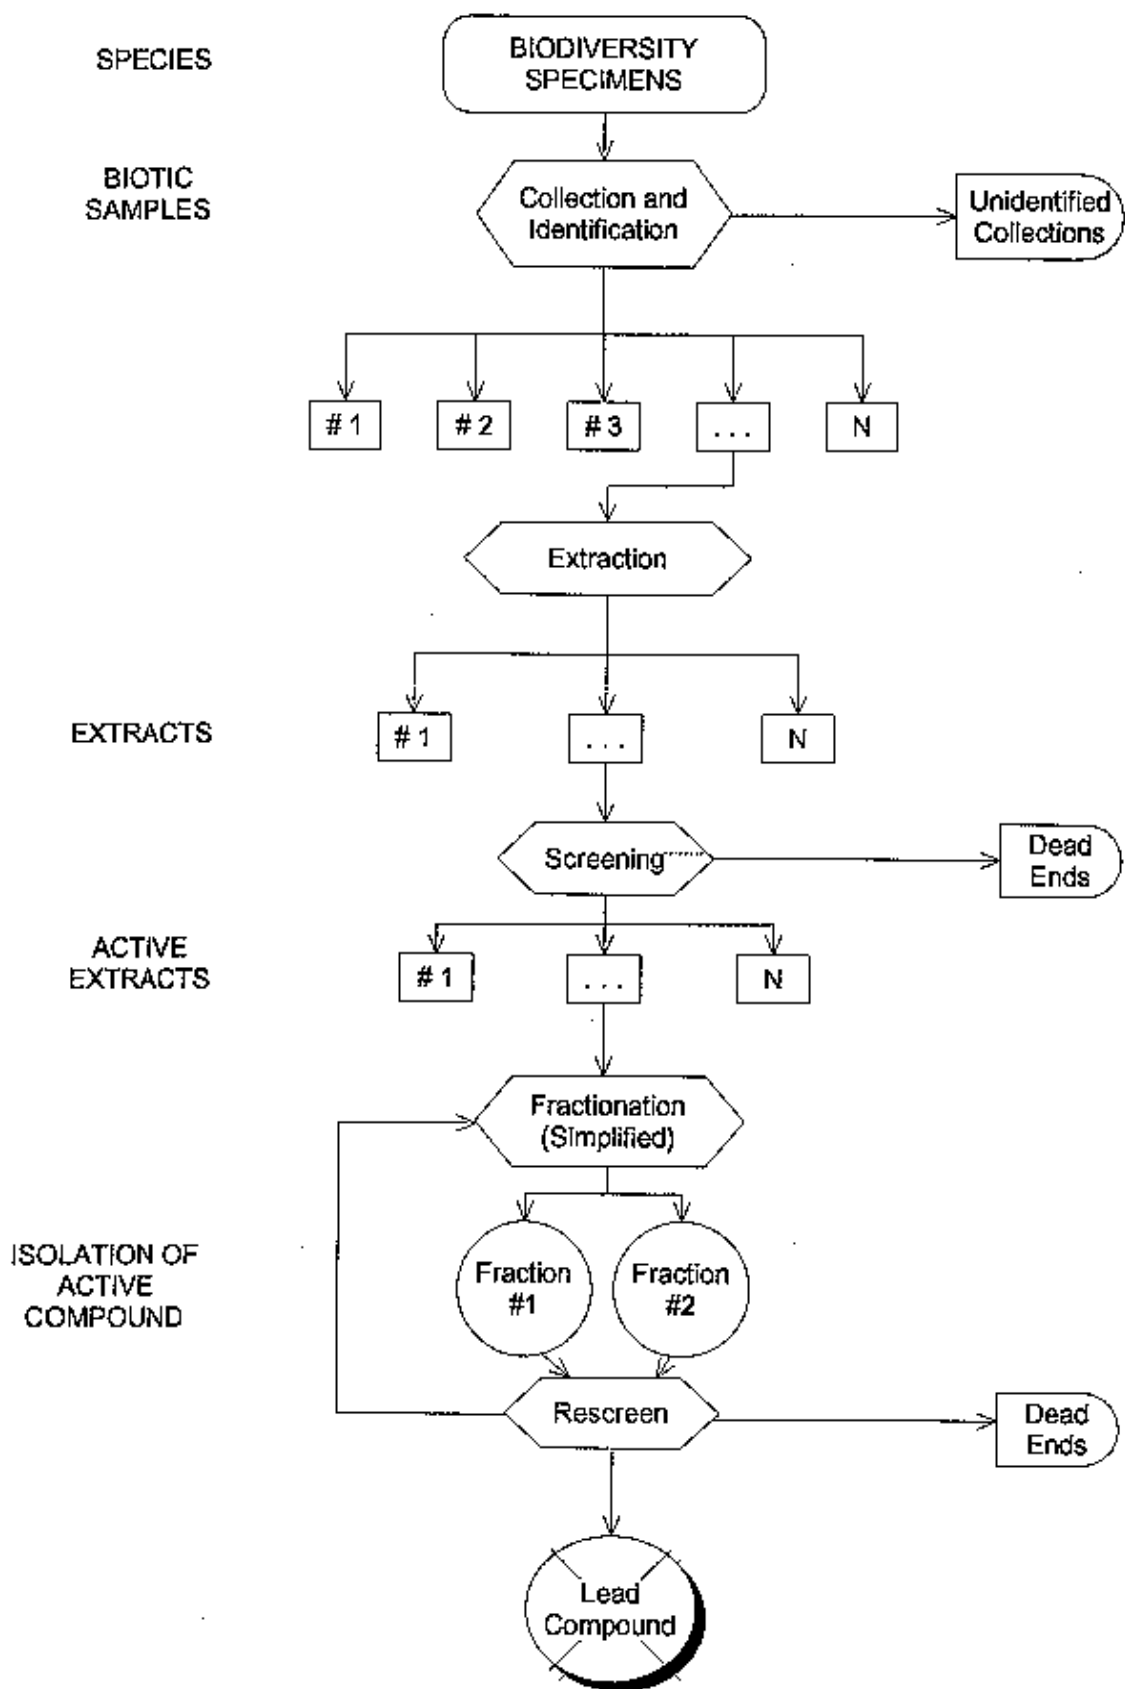 SPECIES
BIODIVERSITY
SPECIMENS
BIOTIC
SAMPLES
Collection and
Identification
Unidentified
Collections
# 1
# 2
# 3
. . .
N
Extraction
EXTRACTS
# 1
. . .
N
Screening
Dead
Ends
ACTIVE
EXTRACTS
# 1
. . .
N
Fractionation
(Simplified)
ISOLATION OF
ACTIVE
COMPOUND
Fraction
#1
Fraction
#2
Rescreen
Dead
Ends
Lead
Compound